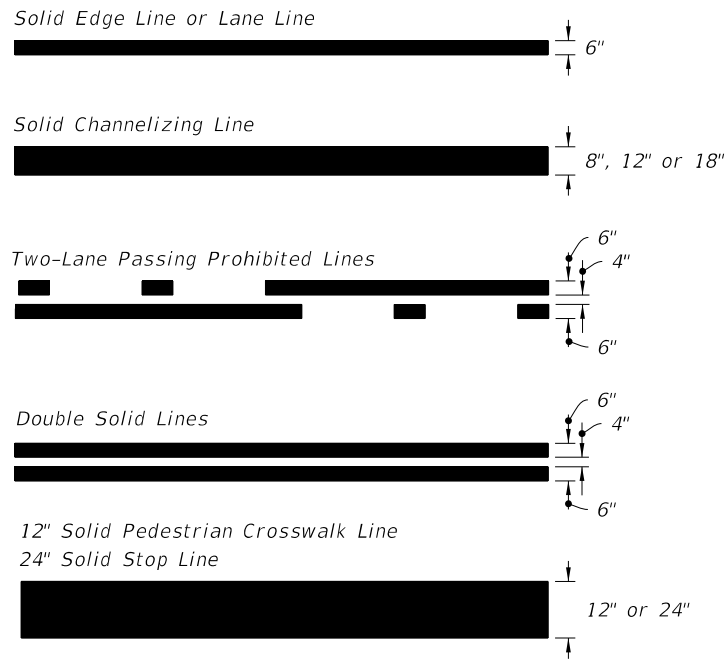 Solid Edge Line or Lane Line
6"
Solid Channelizing Line
8", 12" or 18"
Two-Lane Passing Prohibited Lines
6"
4"
6"
Double Solid Lines
6"
4"
6"
12" Solid Pedestrian Crosswalk Line
24" Solid Stop Line
12" or 24"